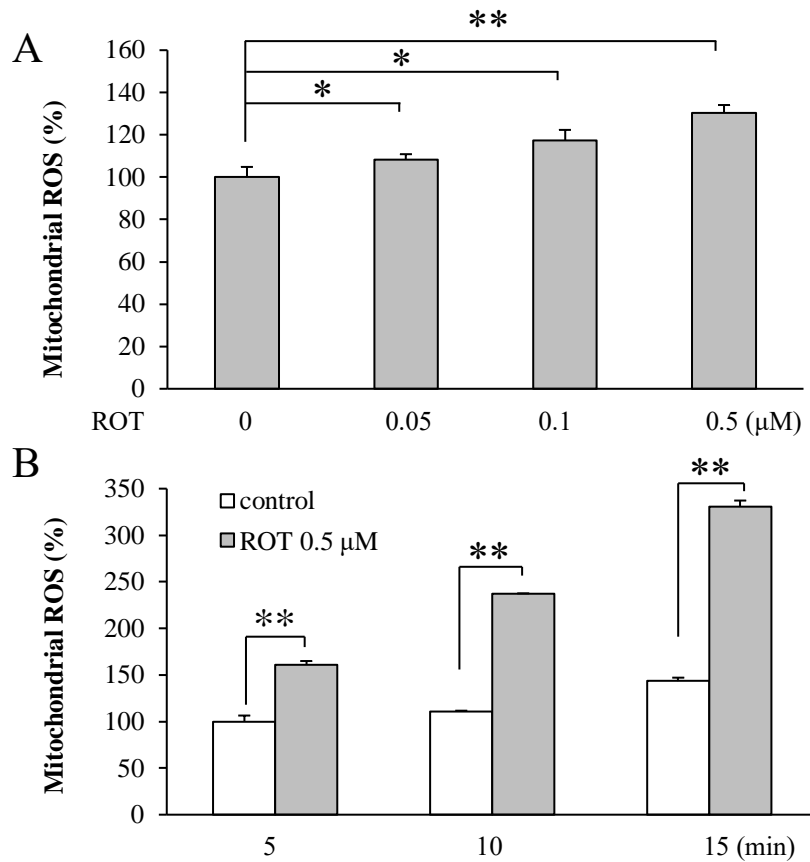 A
Mitochondrial ROS (%)
160
140
120
100
80
60
40
20
0
**
*
*
ROT 0 0.05 0.1 0.5 (μM)
B
Mitochondrial ROS (%)
350
300
250
200
150
100
50
0
control
ROT 0.5 μM
**
**
**
5 10 15 (min)